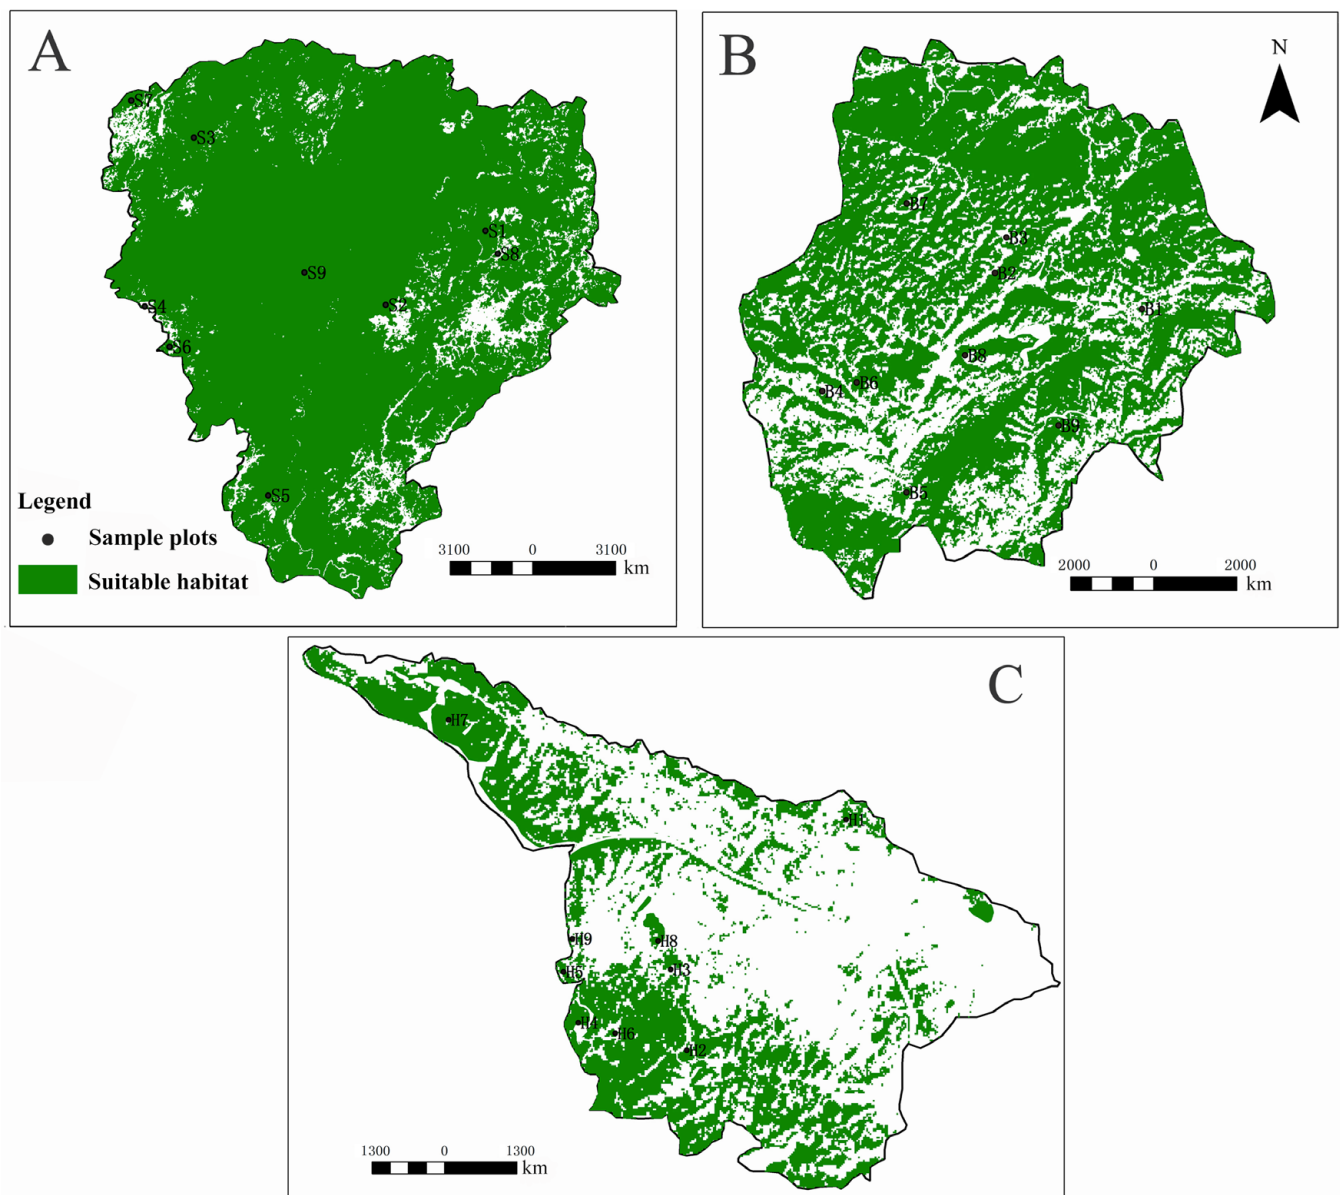 A
S7
S3
S1
S8
S9
S2
S4
S6
S5
Legend
Sample plots
Suitable habitat
3100 0 3100
km
B
N
B7
B3
B2
B1
B8
B6
B4
B9
B5
2000 0 2000
km
C
H7
H1
H9
H8
H5
H3
H4
H6
H2
1300 0 1300
km